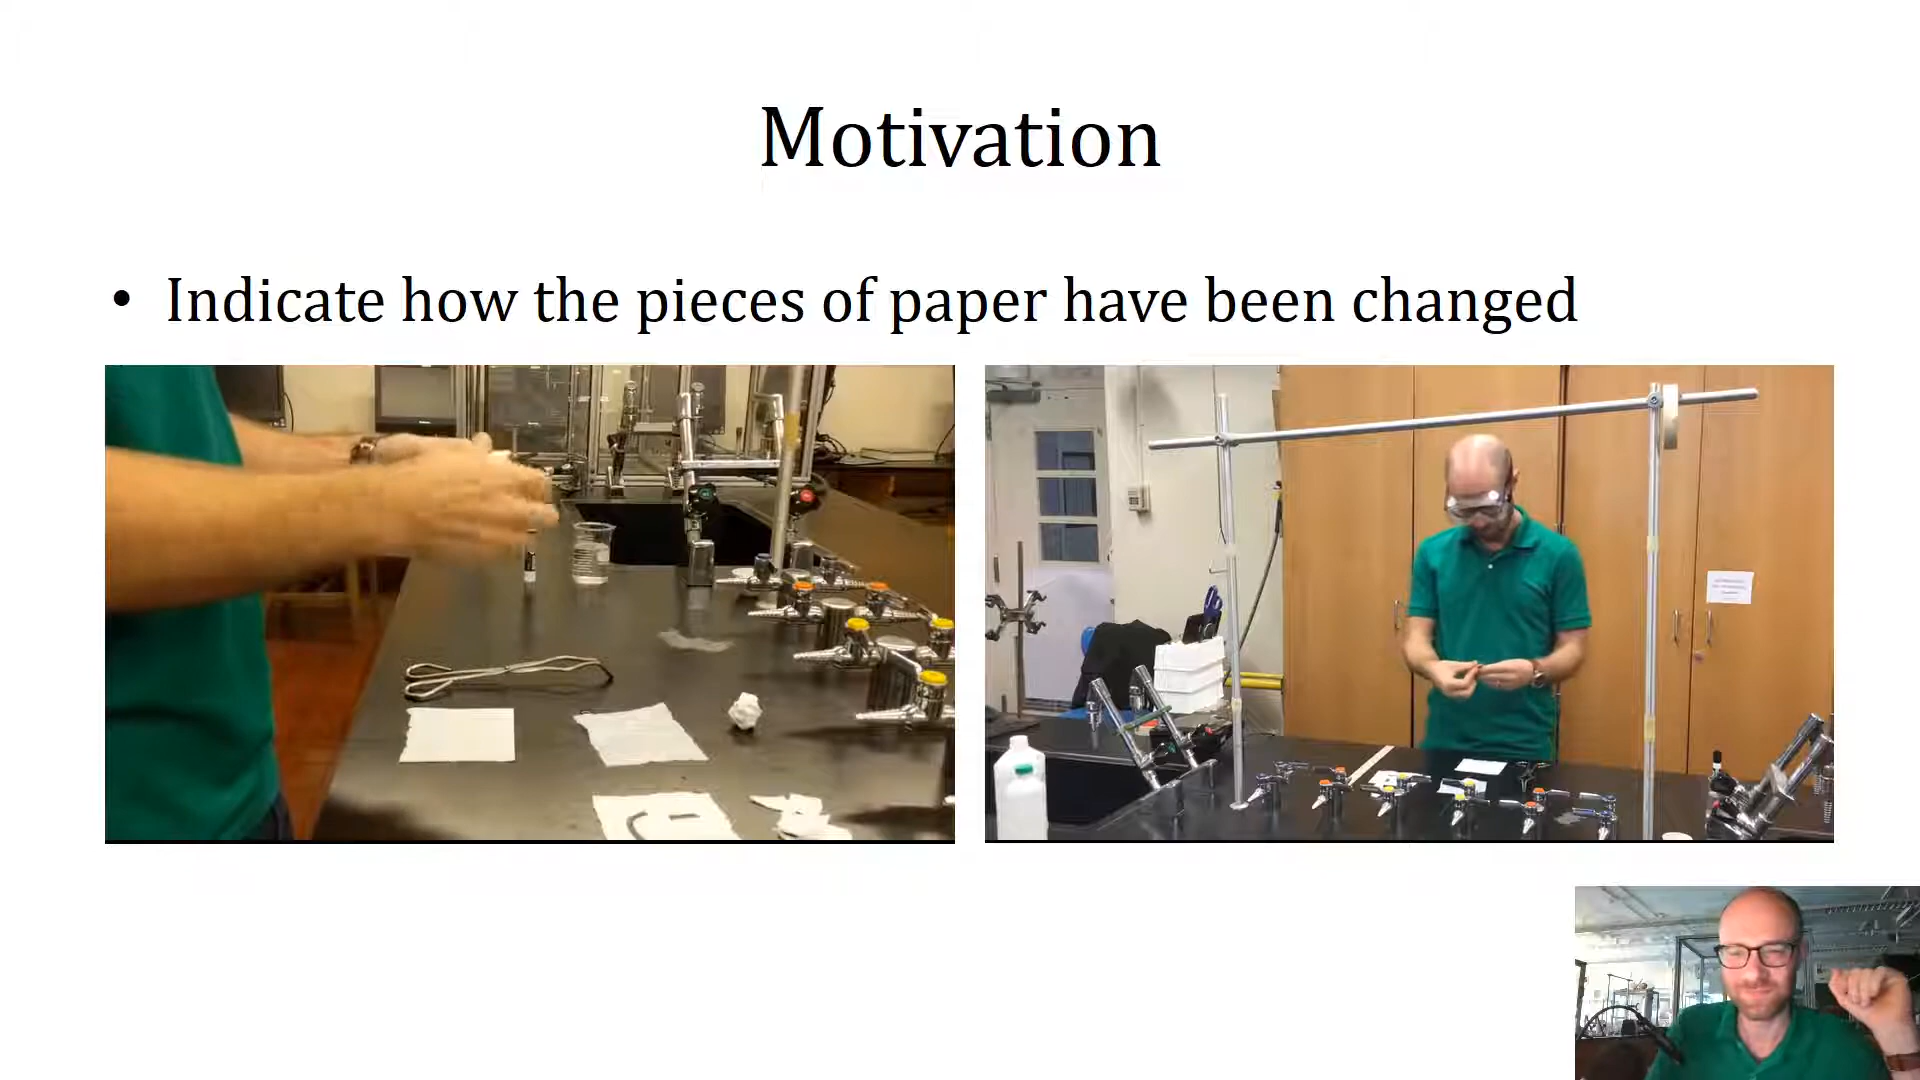 Motivation
• Indicate how the pieces of paper have been changed